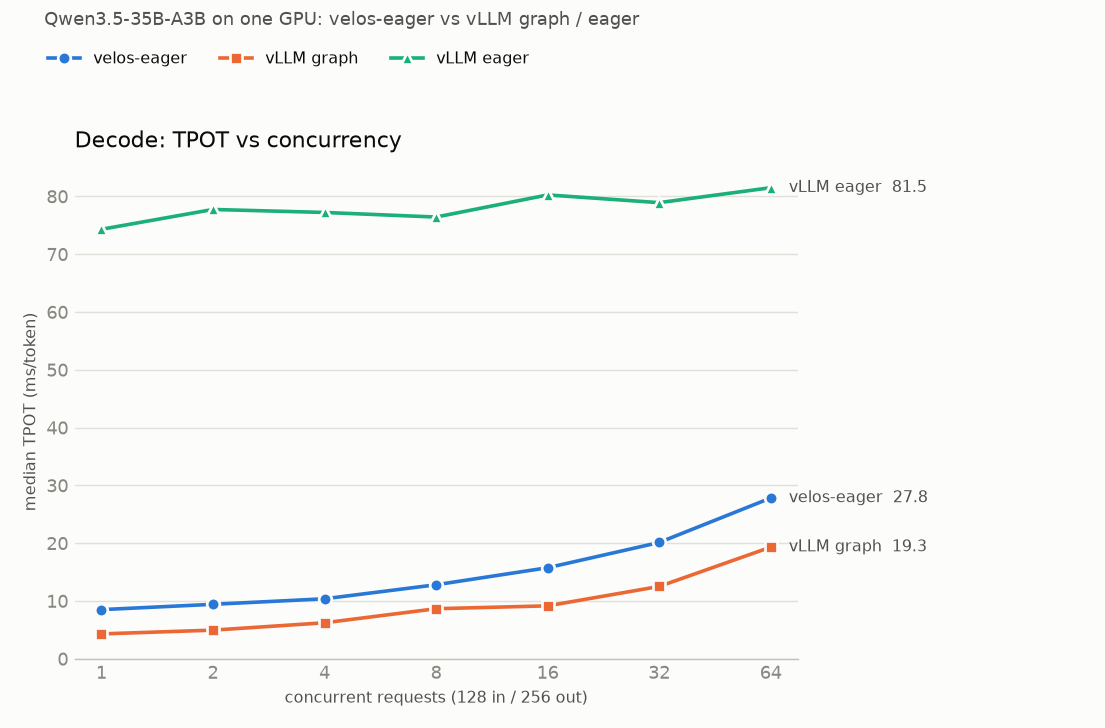 Qwen3.5-35B-A3B on one GPU: velos-eager vs vLLM graph / eager
velos-eager
vLLM graph
vLLM eager
Decode: TPOT vs concurrency
median TPOT (ms/token)
80
70
60
50
40
30
20
10
0
vLLM eager 81.5
velos-eager 27.8
vLLM graph 19.3
1 2 4 8 16 32 64
concurrent requests (128 in / 256 out)